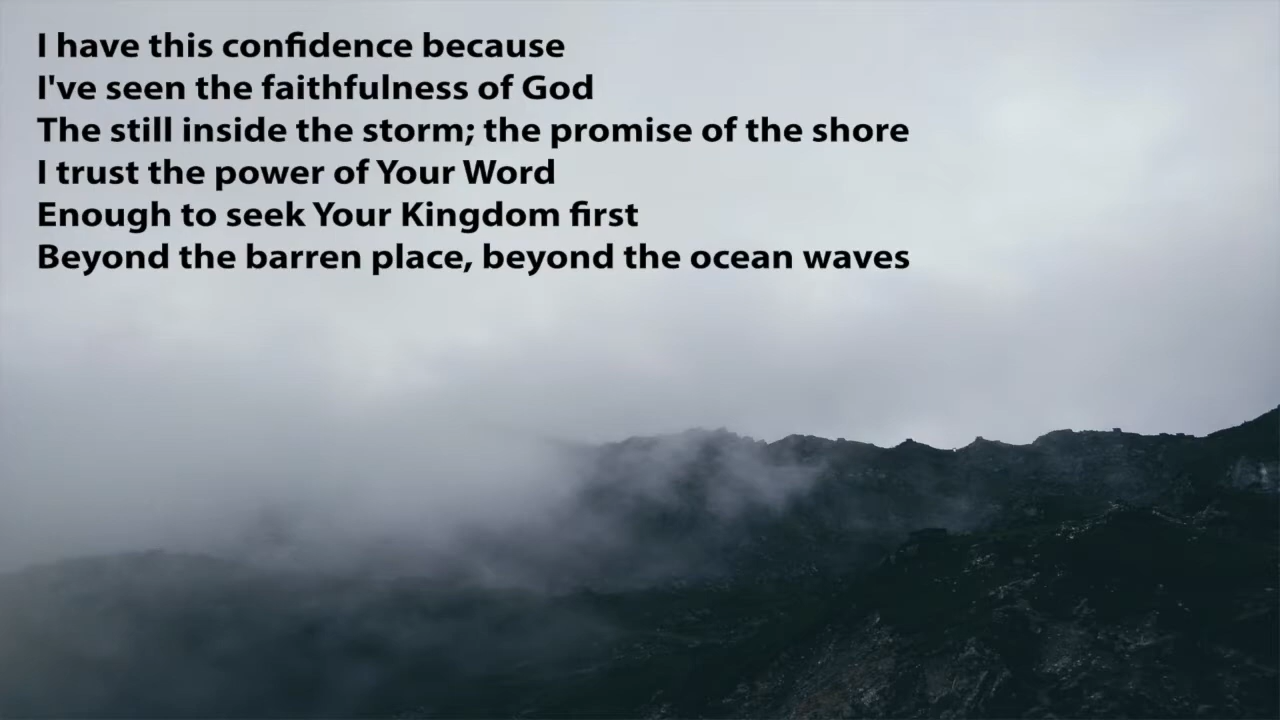 I have this confidence because
I've seen the faithfulness of God
The still inside the storm; the promise of the shore
I trust the power of Your Word
Enough to seek Your Kingdom first
Beyond the barren place, beyond the ocean waves